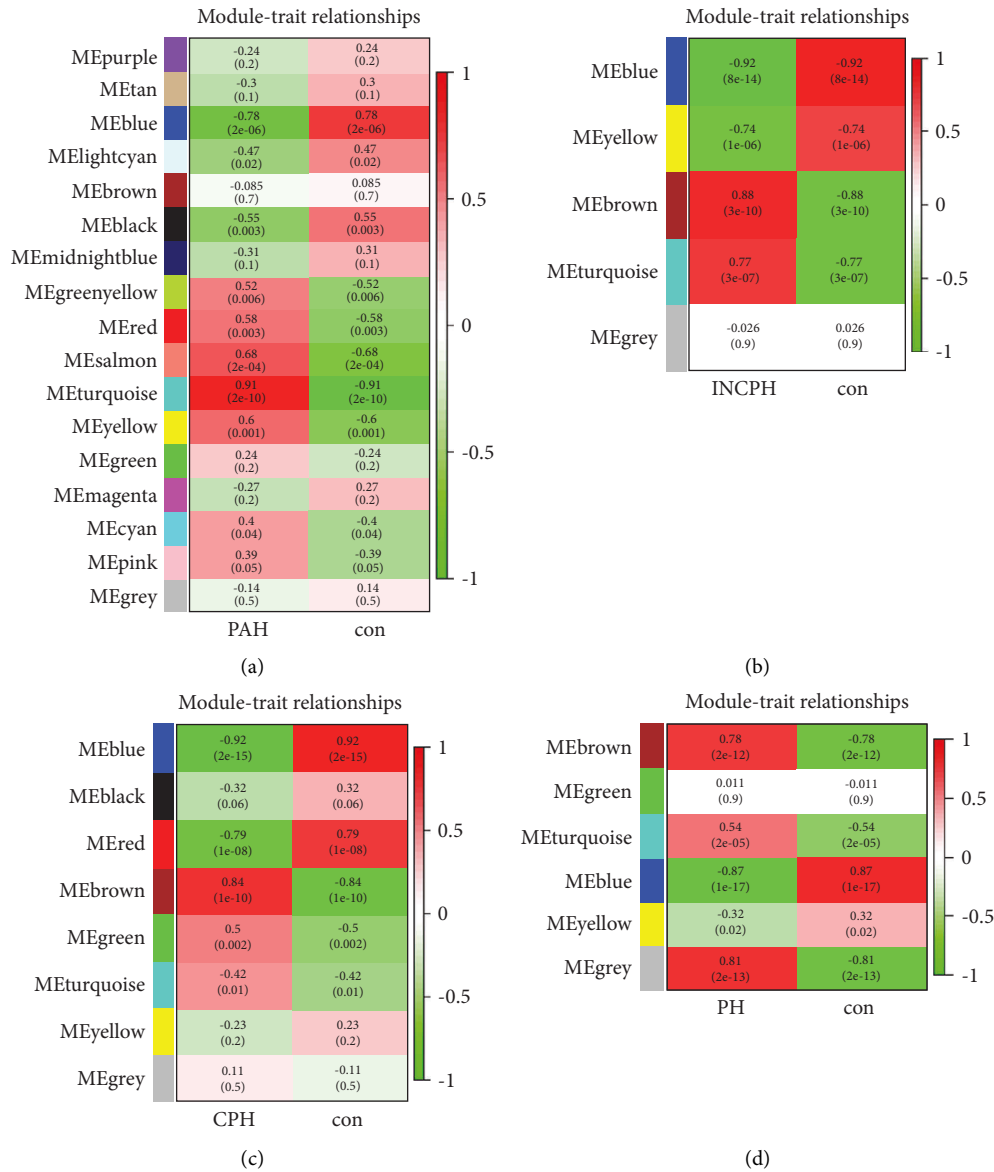 Module-trait relationships
MEpurple -0.24 0.24
(0.2) (0.2)
MEtan -0.3 0.3
(0.1) (0.1)
MEblue -0.78 0.78
(2e-06) (2e-06)
MElightcyan -0.47 0.47
(0.02) (0.02)
MEbrown -0.085 0.085
(0.7) (0.7)
MEblack -0.55 0.55
(0.003) (0.003)
MEmidnightblue -0.31 0.31
(0.1) (0.1)
MEgreenyellow 0.52 -0.52
(0.006) (0.006)
MEred 0.58 -0.58
(0.003) (0.003)
MEsalmon 0.68 -0.68
(2e-04) (2e-04)
MEturquoise 0.91 -0.91
(2e-10) (2e-10)
MEyellow 0.6 -0.6
(0.001) (0.001)
MEgreen 0.24 -0.24
(0.2) (0.2)
MEmagenta -0.27 0.27
(0.2) (0.2)
MEcyan 0.4 -0.4
(0.04) (0.04)
MEpink 0.39 -0.39
(0.05) (0.05)
MEgrey -0.14 0.14
(0.5) (0.5)
PAH con
1
0.5
0
-0.5
-1
(a)
Module-trait relationships
MEblue -0.92 -0.92
(8e-14) (8e-14)
MEyellow -0.74 -0.74
(1e-06) (1e-06)
MEbrown 0.88 -0.88
(3e-10) (3e-10)
MEturquoise 0.77 -0.77
(3e-07) (3e-07)
MEgrey -0.026 0.026
(0.9) (0.9)
INCPH con
1
0.5
0
-0.5
-1
(b)
Module-trait relationships
MEblue -0.92 0.92
(2e-15) (2e-15)
MEblack -0.32 0.32
(0.06) (0.06)
MEred -0.79 0.79
(1e-08) (1e-08)
MEbrown 0.84 -0.84
(1e-10) (1e-10)
MEgreen 0.5 -0.5
(0.002) (0.002)
MEturquoise -0.42 -0.42
(0.01) (0.01)
MEyellow -0.23 0.23
(0.2) (0.2)
MEgrey 0.11 -0.11
(0.5) (0.5)
CPH con
1
0.5
0
-0.5
-1
(c)
Module-trait relationships
MEbrown 0.78 -0.78
(2e-12) (2e-12)
MEgreen 0.011 -0.011
(0.9) (0.9)
MEturquoise 0.54 -0.54
(2e-05) (2e-05)
MEblue -0.87 0.87
(1e-17) (1e-17)
MEyellow -0.32 0.32
(0.02) (0.02)
MEgrey 0.81 -0.81
(2e-13) (2e-13)
PH con
1
0.5
0
-0.5
-1
(d)